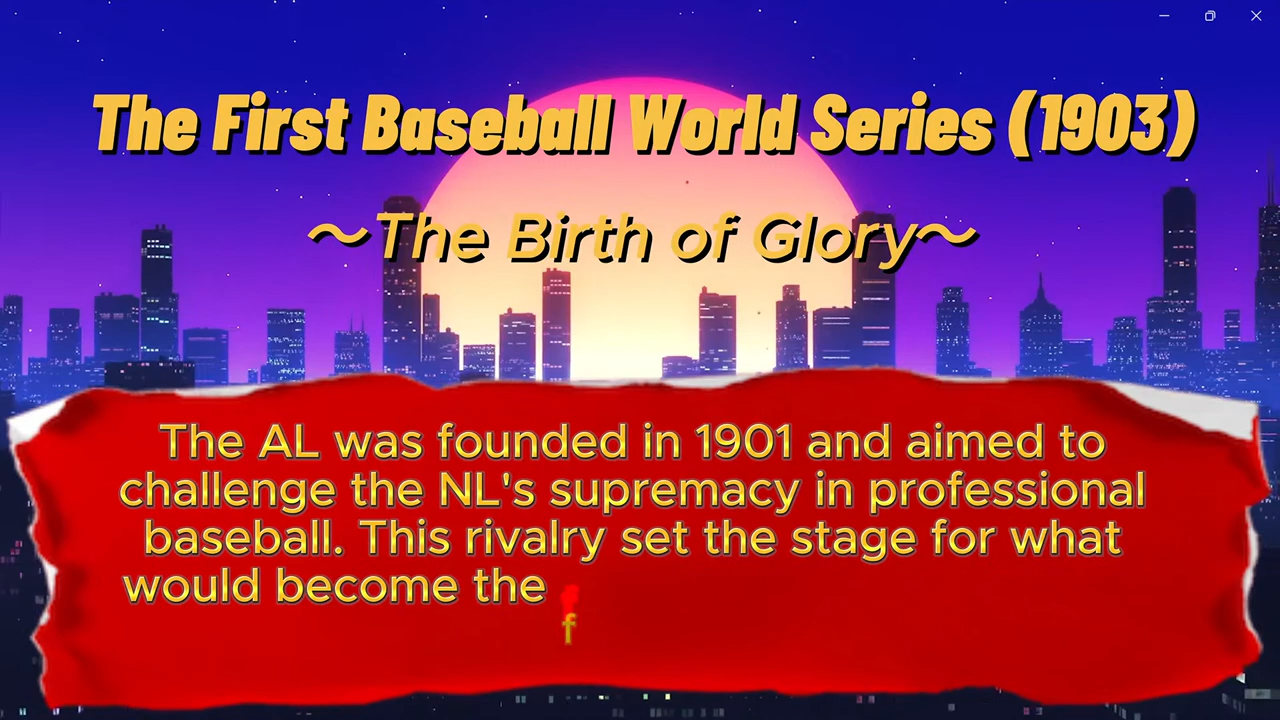 The First Baseball World Series (1903)
～The Birth of Glory～
The AL was founded in 1901 and aimed to
challenge the NL's supremacy in professional
baseball. This rivalry set the stage for what
would become the
f